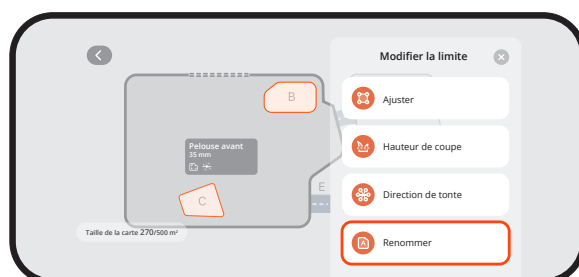 Modifier la limite
B
Ajuster
Pelouse avant
35 mm
Hauteur de coupe
E
C
Direction de tonte
Taille de la carte 270/500 m²
A
Renommer